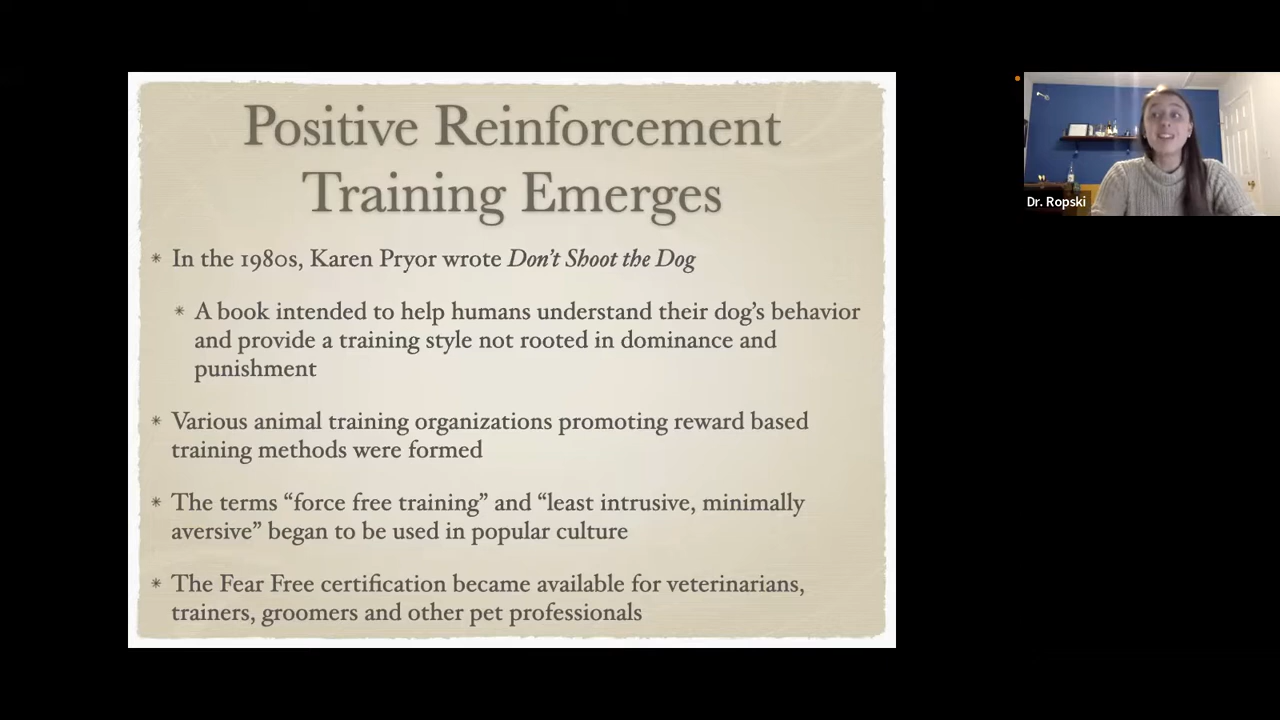 Positive Reinforcement
Training Emerges
* In the 1980s, Karen Pryor wrote Don't Shoot the Dog
* A book intended to help humans understand their dog's behavior
and provide a training style not rooted in dominance and
punishment
* Various animal training organizations promoting reward based
training methods were formed
* The terms “force free training” and “least intrusive, minimally
aversive” began to be used in popular culture
* The Fear Free certification became available for veterinarians,
trainers, groomers and other pet professionals
Dr. Ropski